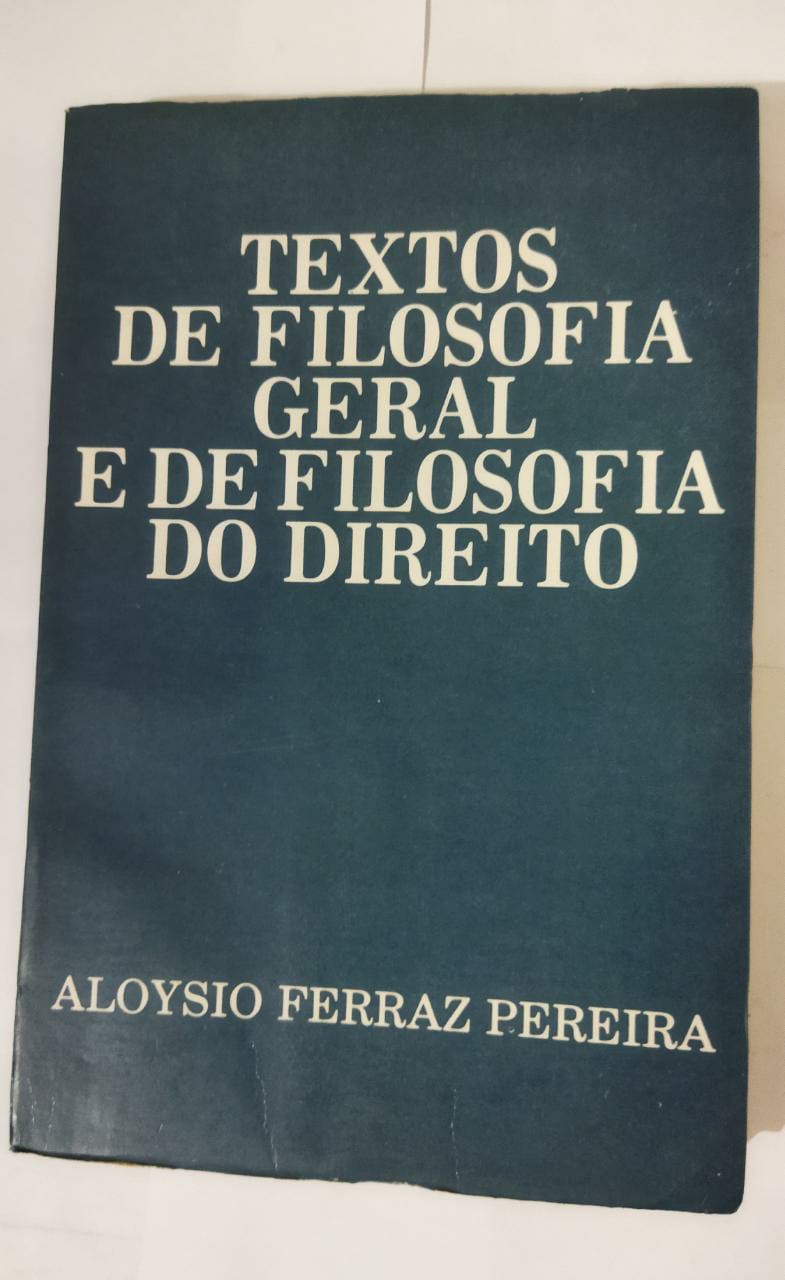 TEXTOS
DE FILOSOFIA
GERAL
E DE FILOSOFIA
DO DIREITO
ALOYSIO FERRAZ PEREIRA